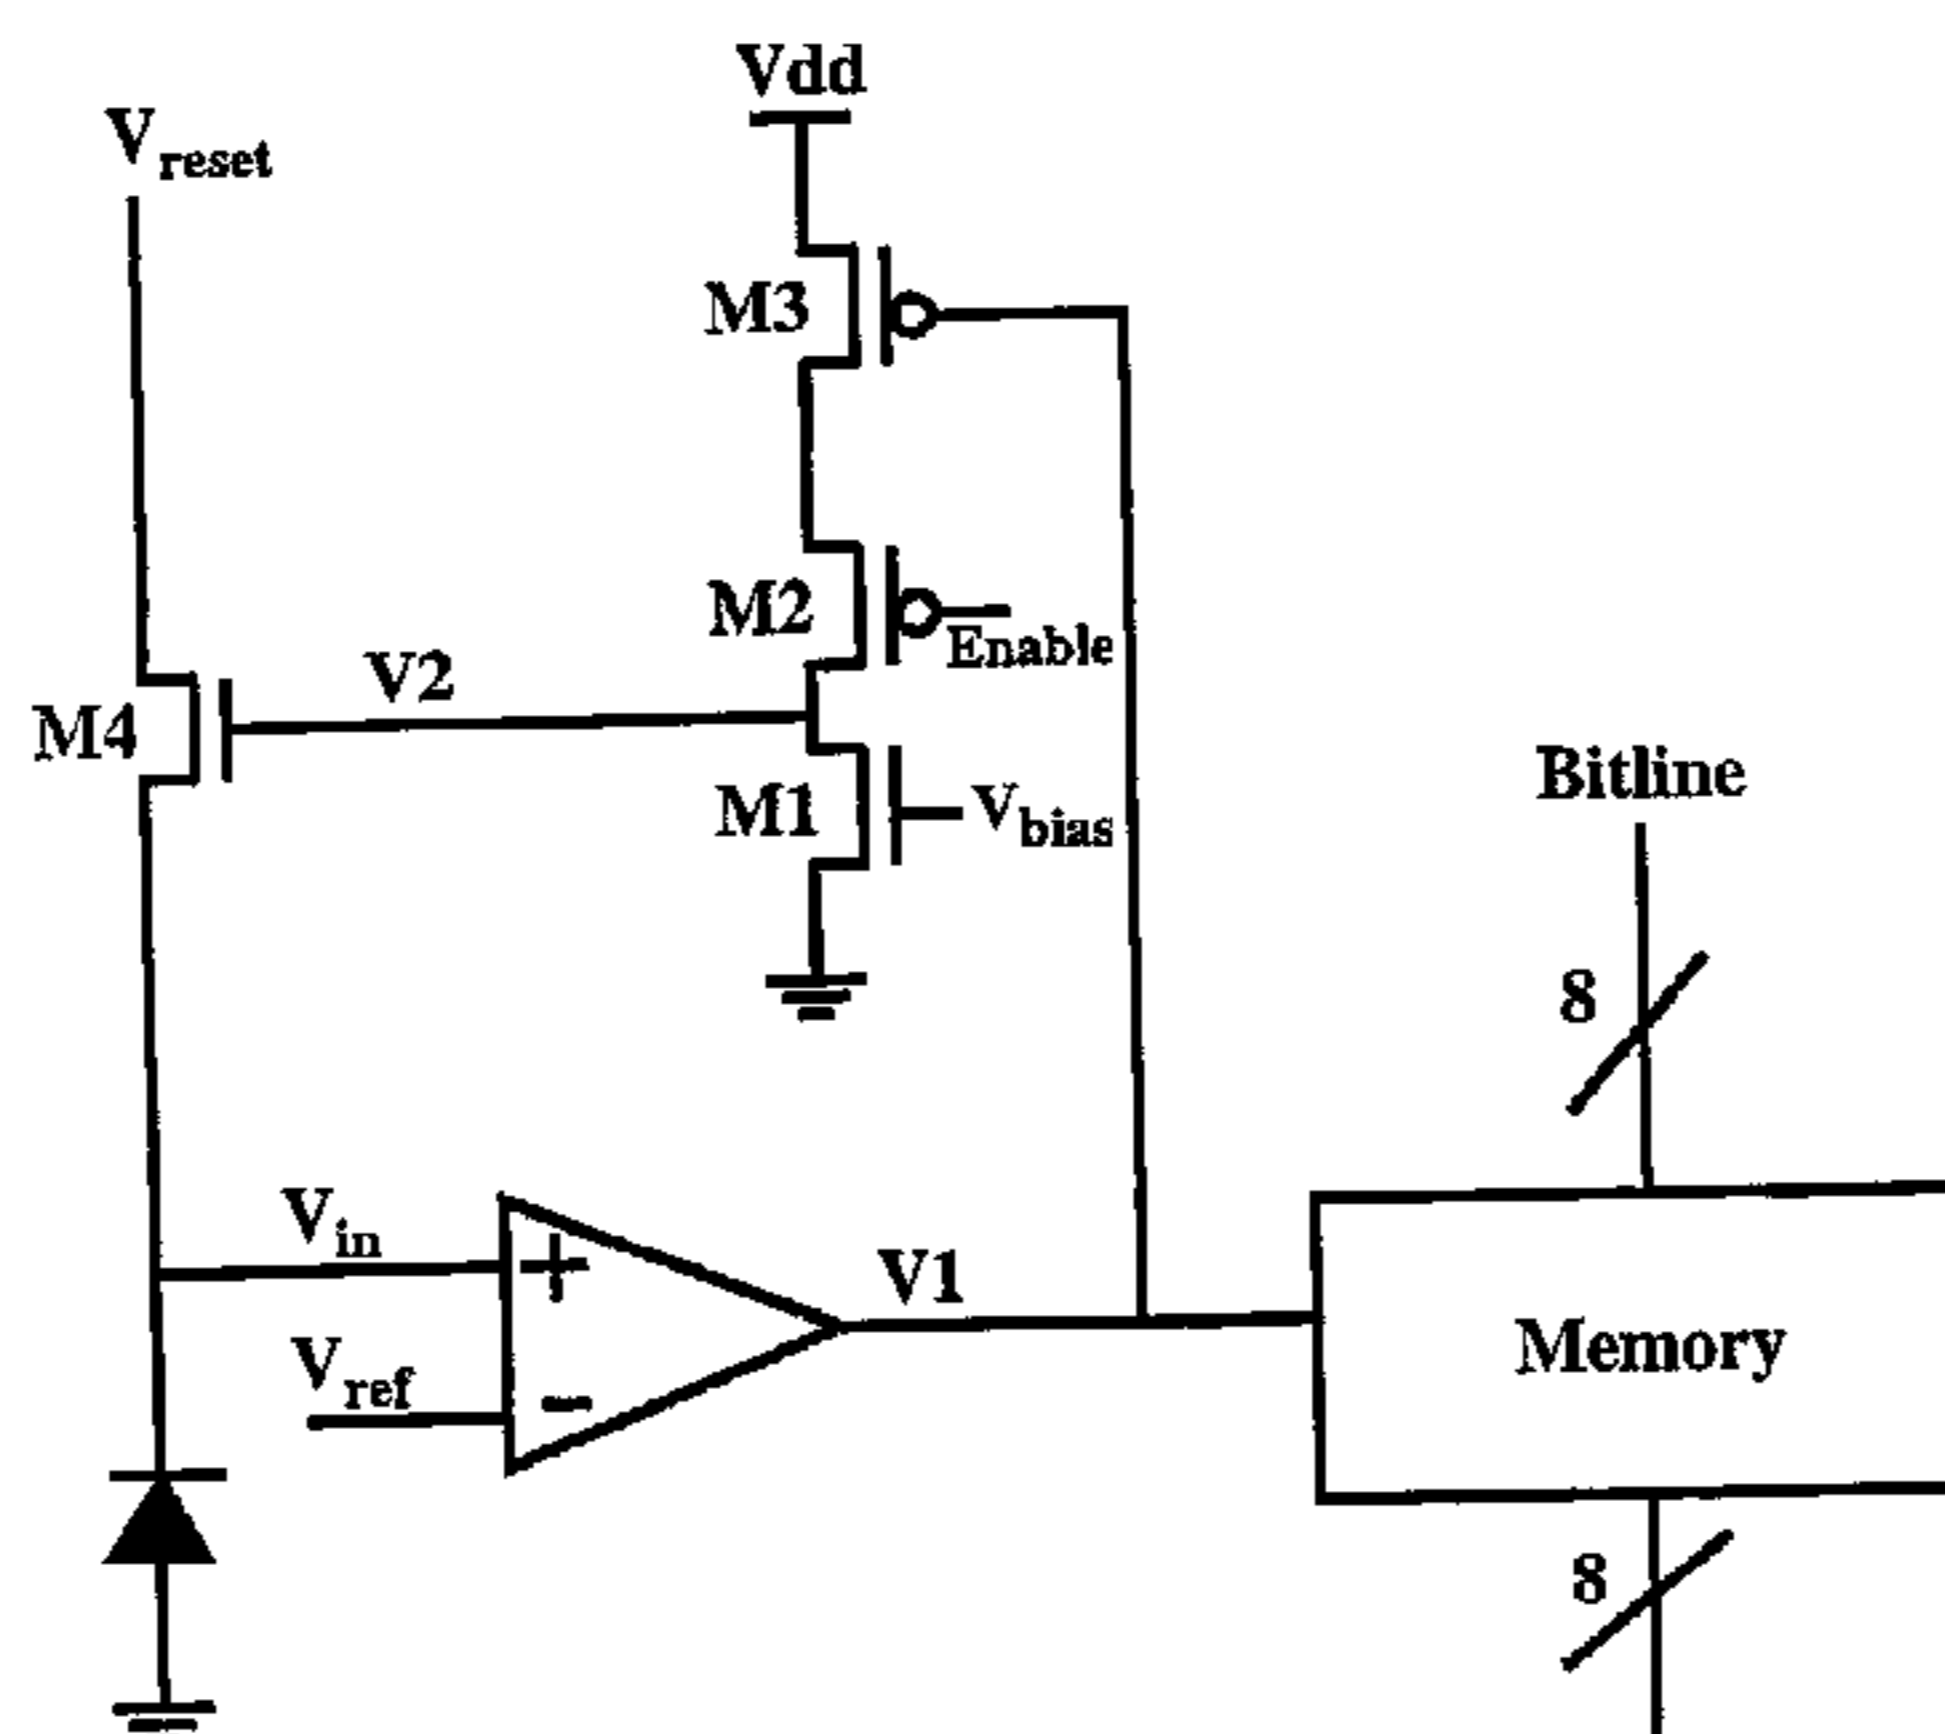 Vdd
Vreset
M3
M2
Enable
V2
M4
M1
Vbias
Bitline
8
Vin
+
V1
Vref
-
Memory
8